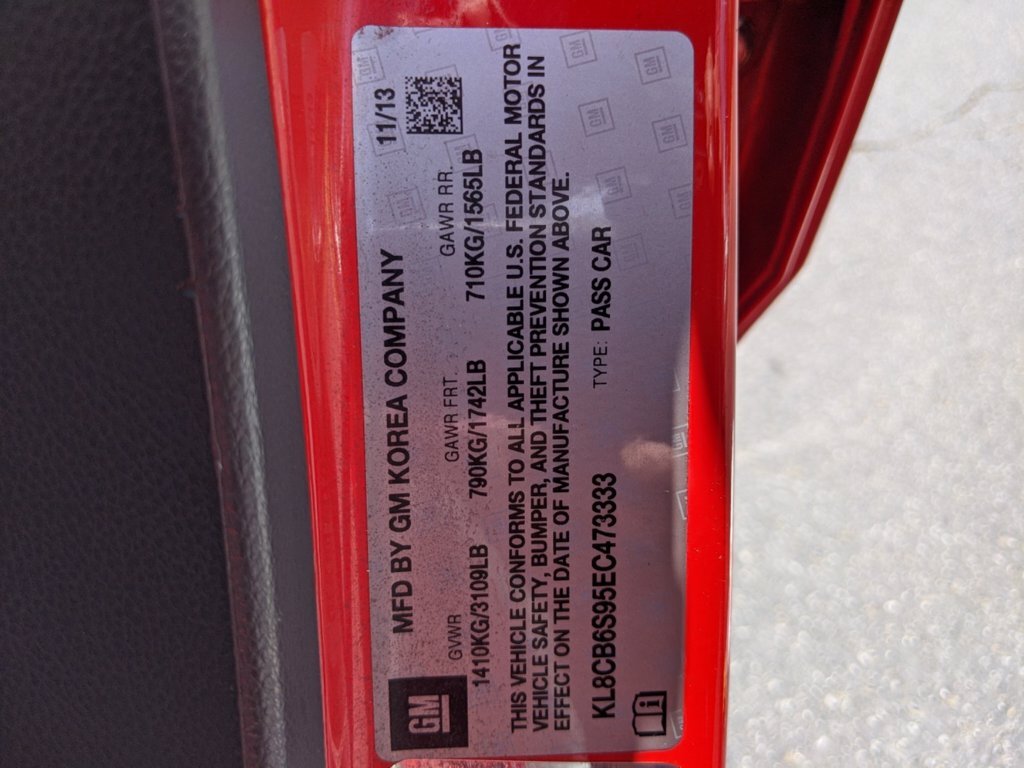 GM MFD BY GM KOREA COMPANY 11/13
GVWR GAWR FRT. GAWR RR.
1410KG/3109LB 790KG/1742LB 710KG/1565LB
THIS VEHICLE CONFORMS TO ALL APPLICABLE U.S. FEDERAL MOTOR
VEHICLE SAFETY, BUMPER, AND THEFT PREVENTION STANDARDS IN
EFFECT ON THE DATE OF MANUFACTURE SHOWN ABOVE.
KL8CB6S95EC473333 TYPE: PASS CAR